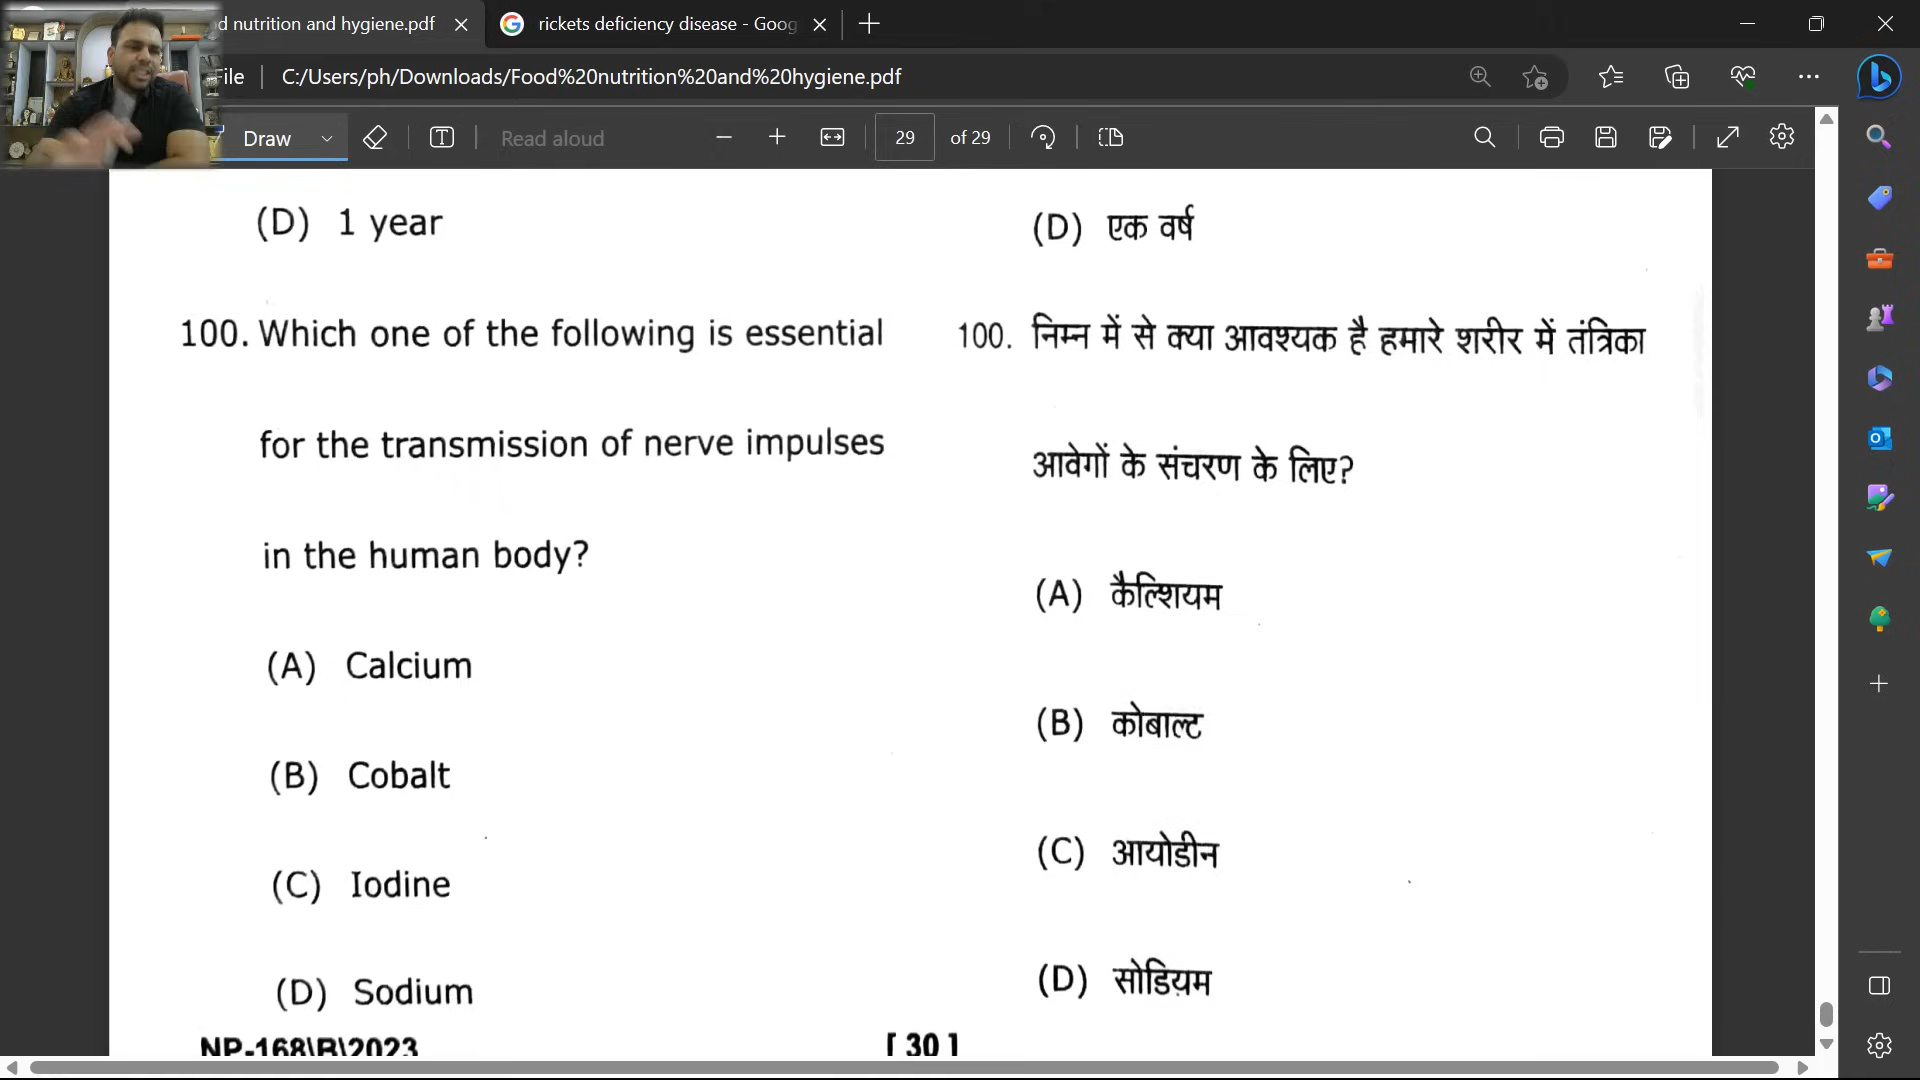 d nutrition and hygiene.pdf
rickets deficiency disease - Goog
File
C:/Users/ph/Downloads/Food%20nutrition%20and%20hygiene.pdf
Draw
Read aloud
29
of 29
(D) 1 year
100. Which one of the following is essential
for the transmission of nerve impulses
in the human body?
(A) Calcium
(B) Cobalt
(C) Iodine
(D) Sodium
(D) एक वर्ष
100. निम्न में से क्या आवश्यक है हमारे शरीर में तंत्रिका
आवेगों के संचरण के लिए?
(A) कैल्शियम
(B) कोबाल्ट
(C) आयोडीन
(D) सोडियम
NP-168\B\2023
[ 30 ]